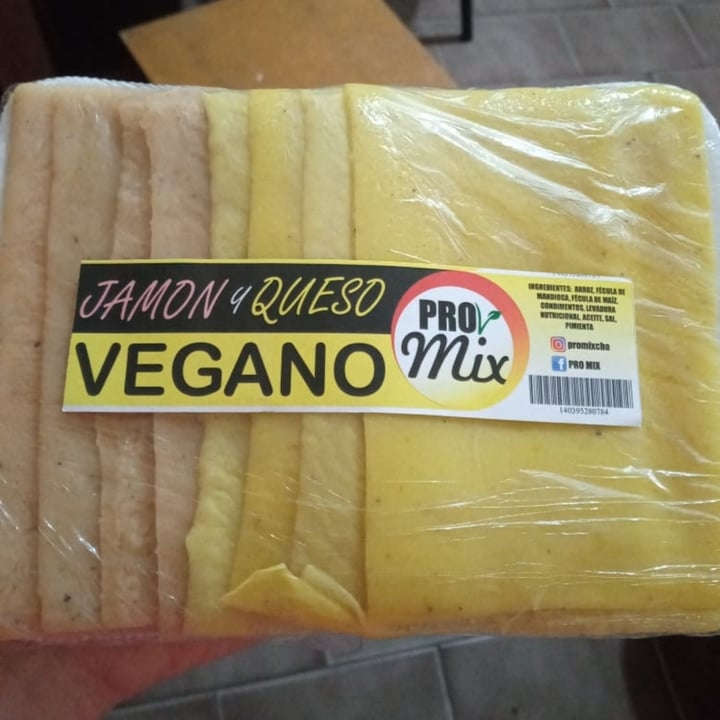 JAMON y QUESO
VEGANO
PRO
Mix
INGREDIENTES: ARROZ, FÉCULA DE
MANDIOCA, FÉCULA DE MAÍZ,
CONDIMENTOS, LEVADURA
NUTRICIONAL, ACEITE, SAL,
PIMIENTA
promixcba
PRO MIX
140395280784